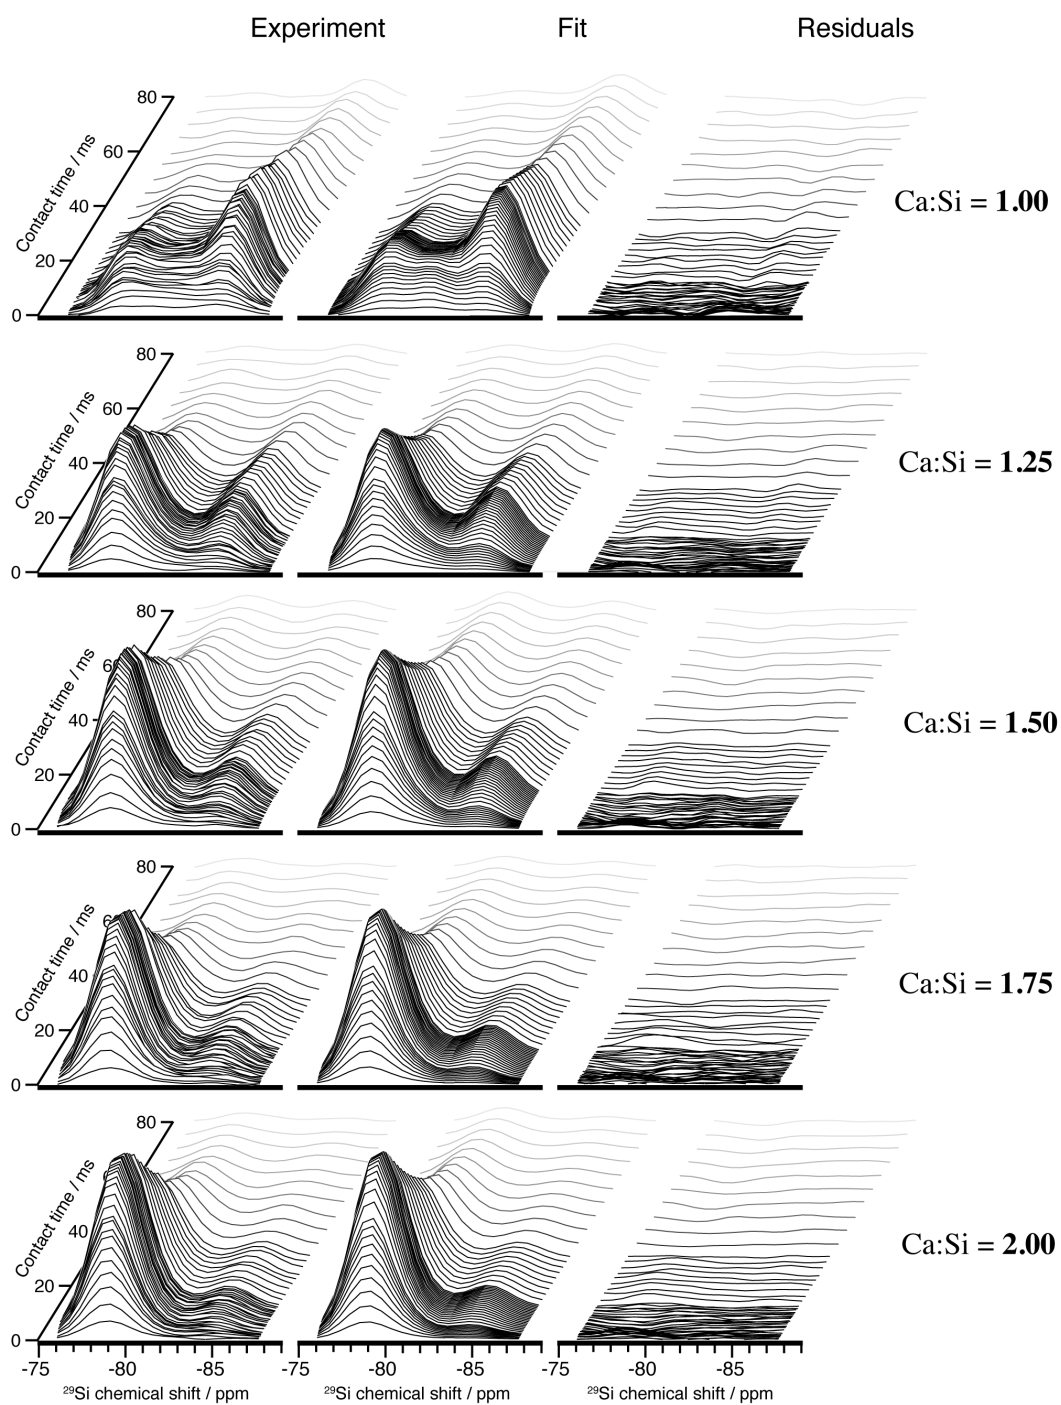 Experiment Fit Residuals
80
60
40
20
0
Contact time / ms
Ca:Si = 1.00
80
60
40
20
0
Contact time / ms
Ca:Si = 1.25
80
40
20
0
Contact time / ms
Ca:Si = 1.50
80
40
20
0
Contact time / ms
Ca:Si = 1.75
80
40
20
0
Contact time / ms
Ca:Si = 2.00
-75 -80 -85 -75 -80 -85 -75 -80 -85
²⁹Si chemical shift / ppm ²⁹Si chemical shift / ppm ²⁹Si chemical shift / ppm